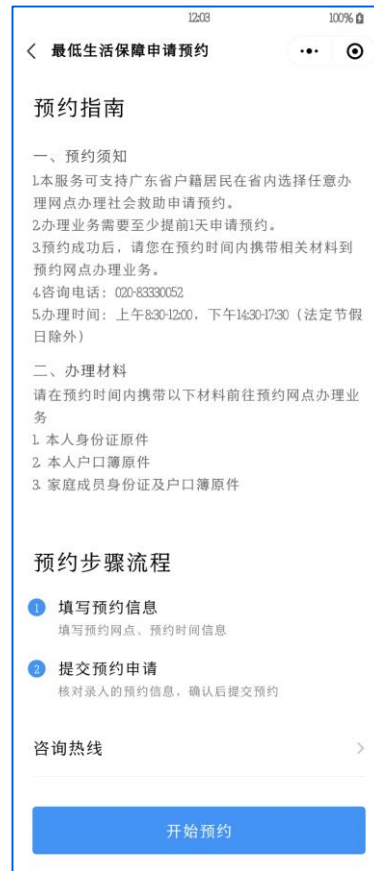 12:03
100%
最低生活保障申请预约
预约指南
一、预约须知
1.本服务可支持广东省户籍居民在省内选择任意办
理网点办理社会救助申请预约。
2.办理业务需要至少提前1天申请预约。
3.预约成功后，请您在预约时间内携带相关材料到
预约网点办理业务。
4.咨询电话：020-83330052
5.办理时间：上午8:30-12:00，下午14:30-17:30（法定节假
日除外）
二、办理材料
请在预约时间内携带以下材料前往预约网点办理业
务
1. 本人身份证原件
2. 本人户口簿原件
3. 家庭成员身份证及户口簿原件
预约步骤流程
1 填写预约信息
填写预约网点、预约时间信息
2 提交预约申请
核对录入的预约信息，确认后提交预约
咨询热线
开始预约